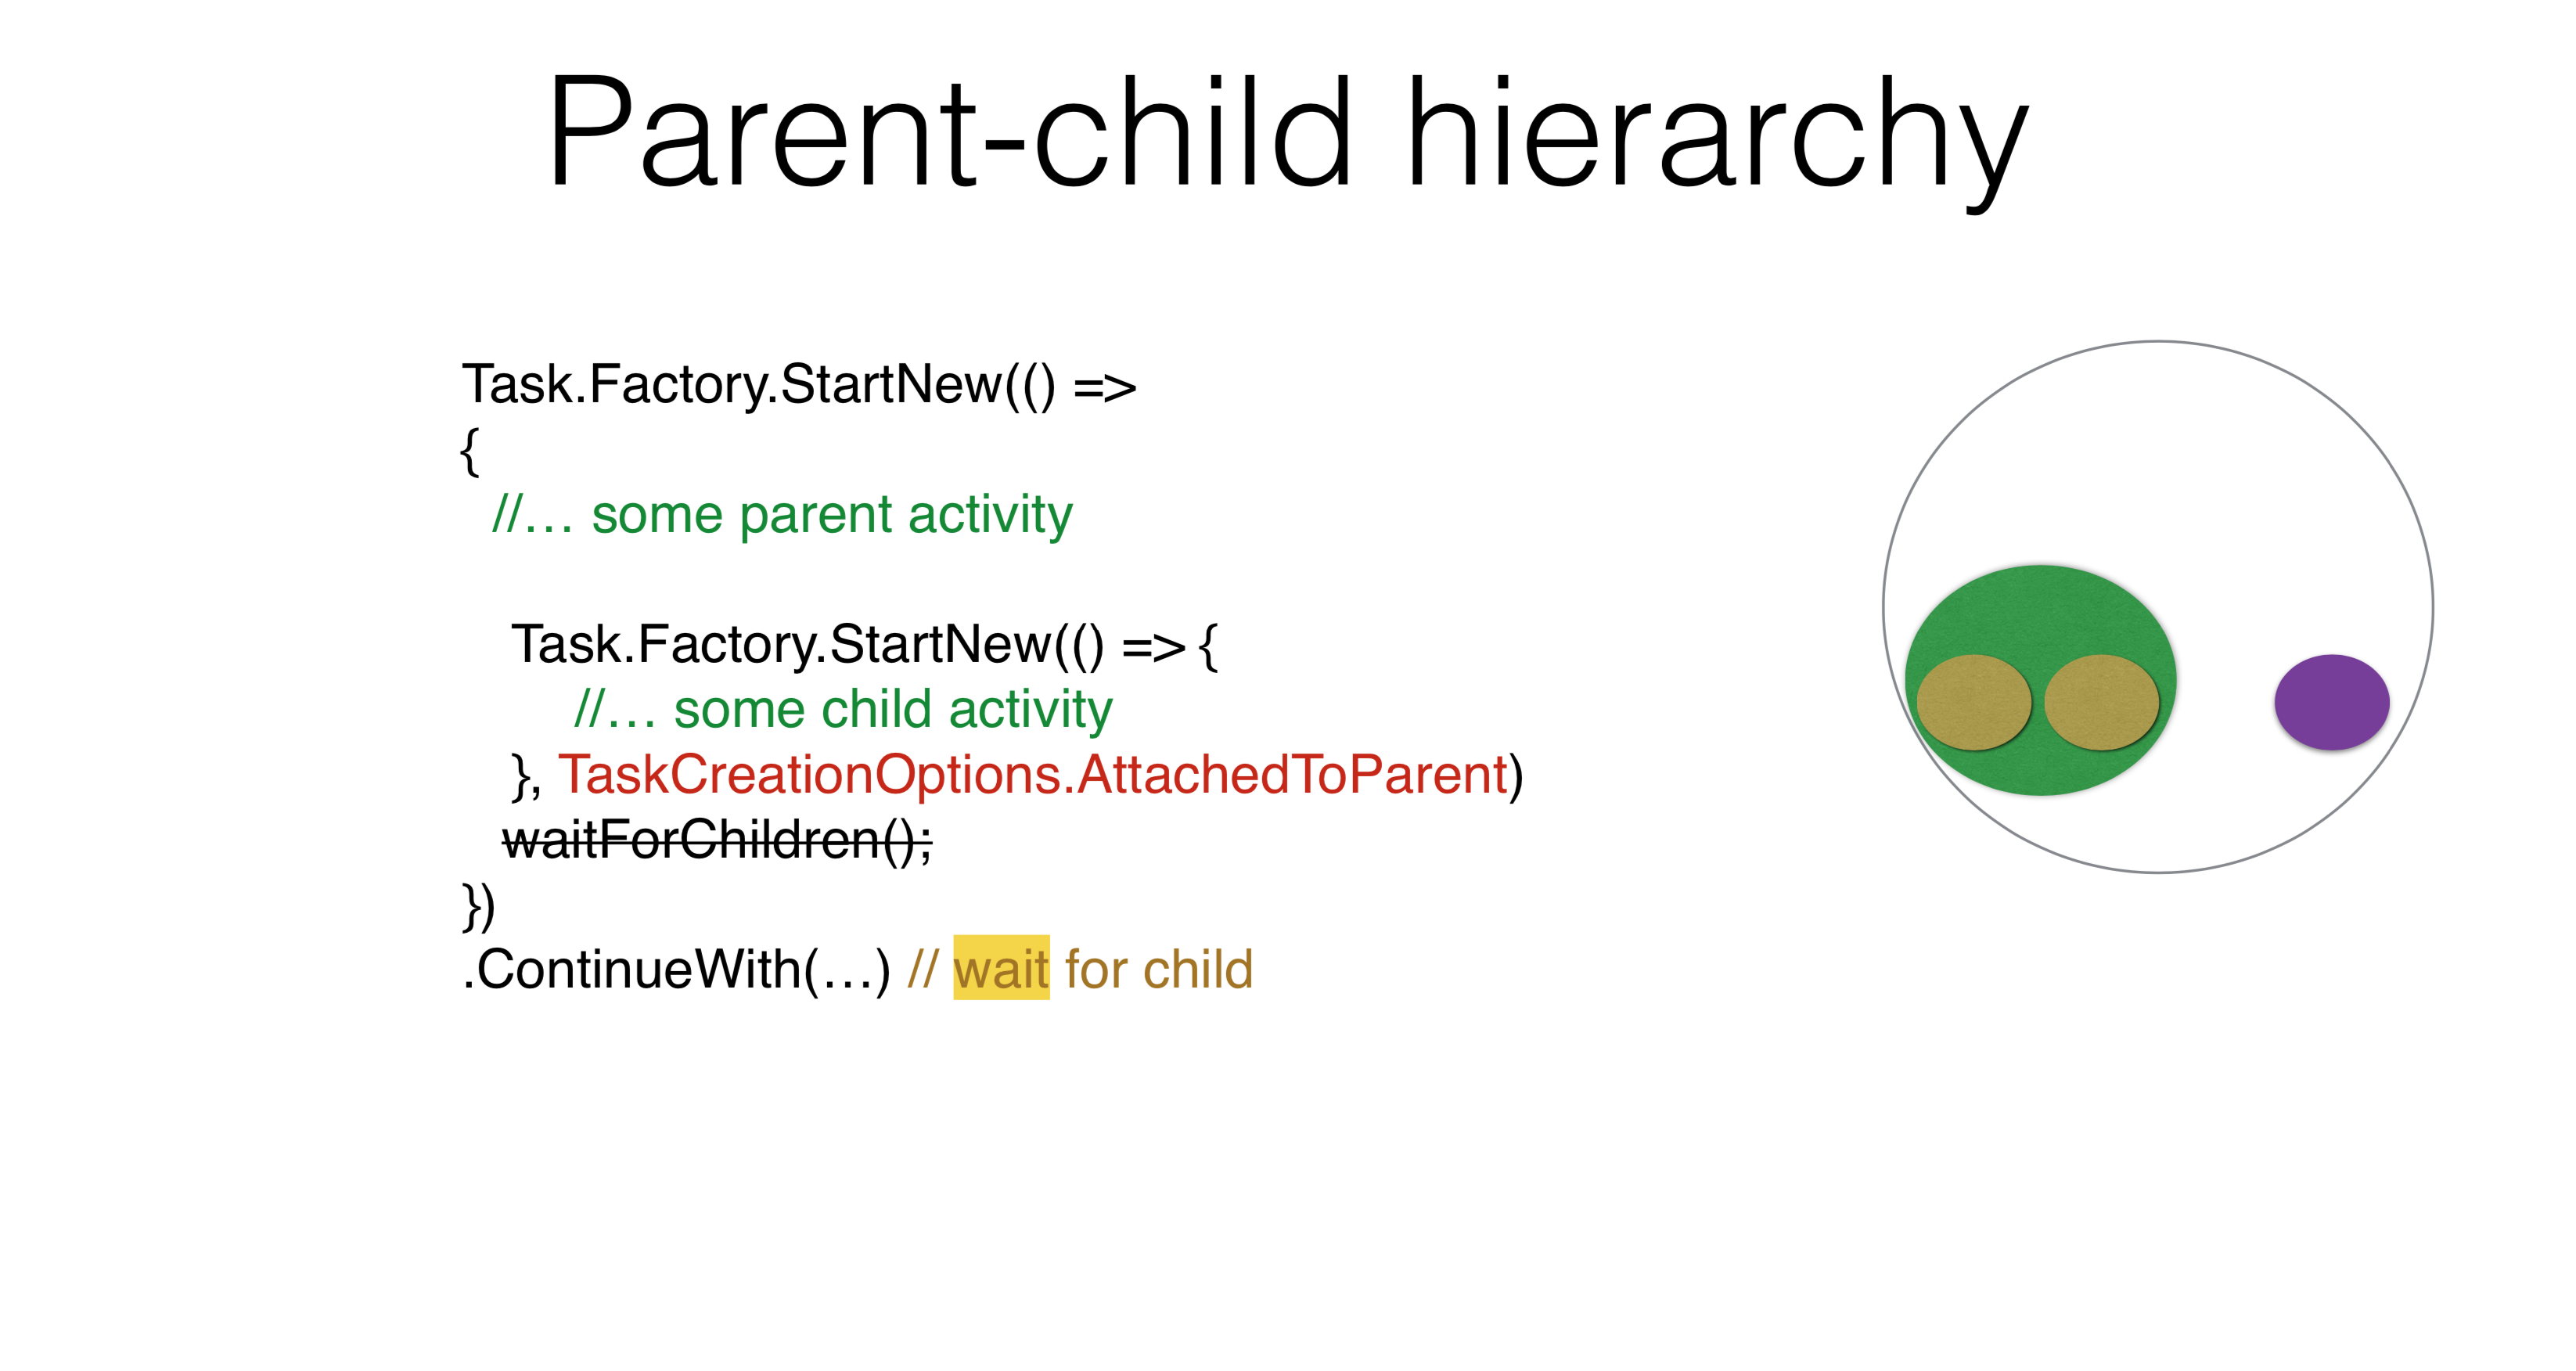 Parent-child hierarchy
Task.Factory.StartNew(() =>
{
//… some parent activity
Task.Factory.StartNew(() => {
//… some child activity
}, TaskCreationOptions.AttachedToParent)
waitForChildren();
})
.ContinueWith(…) // wait for child